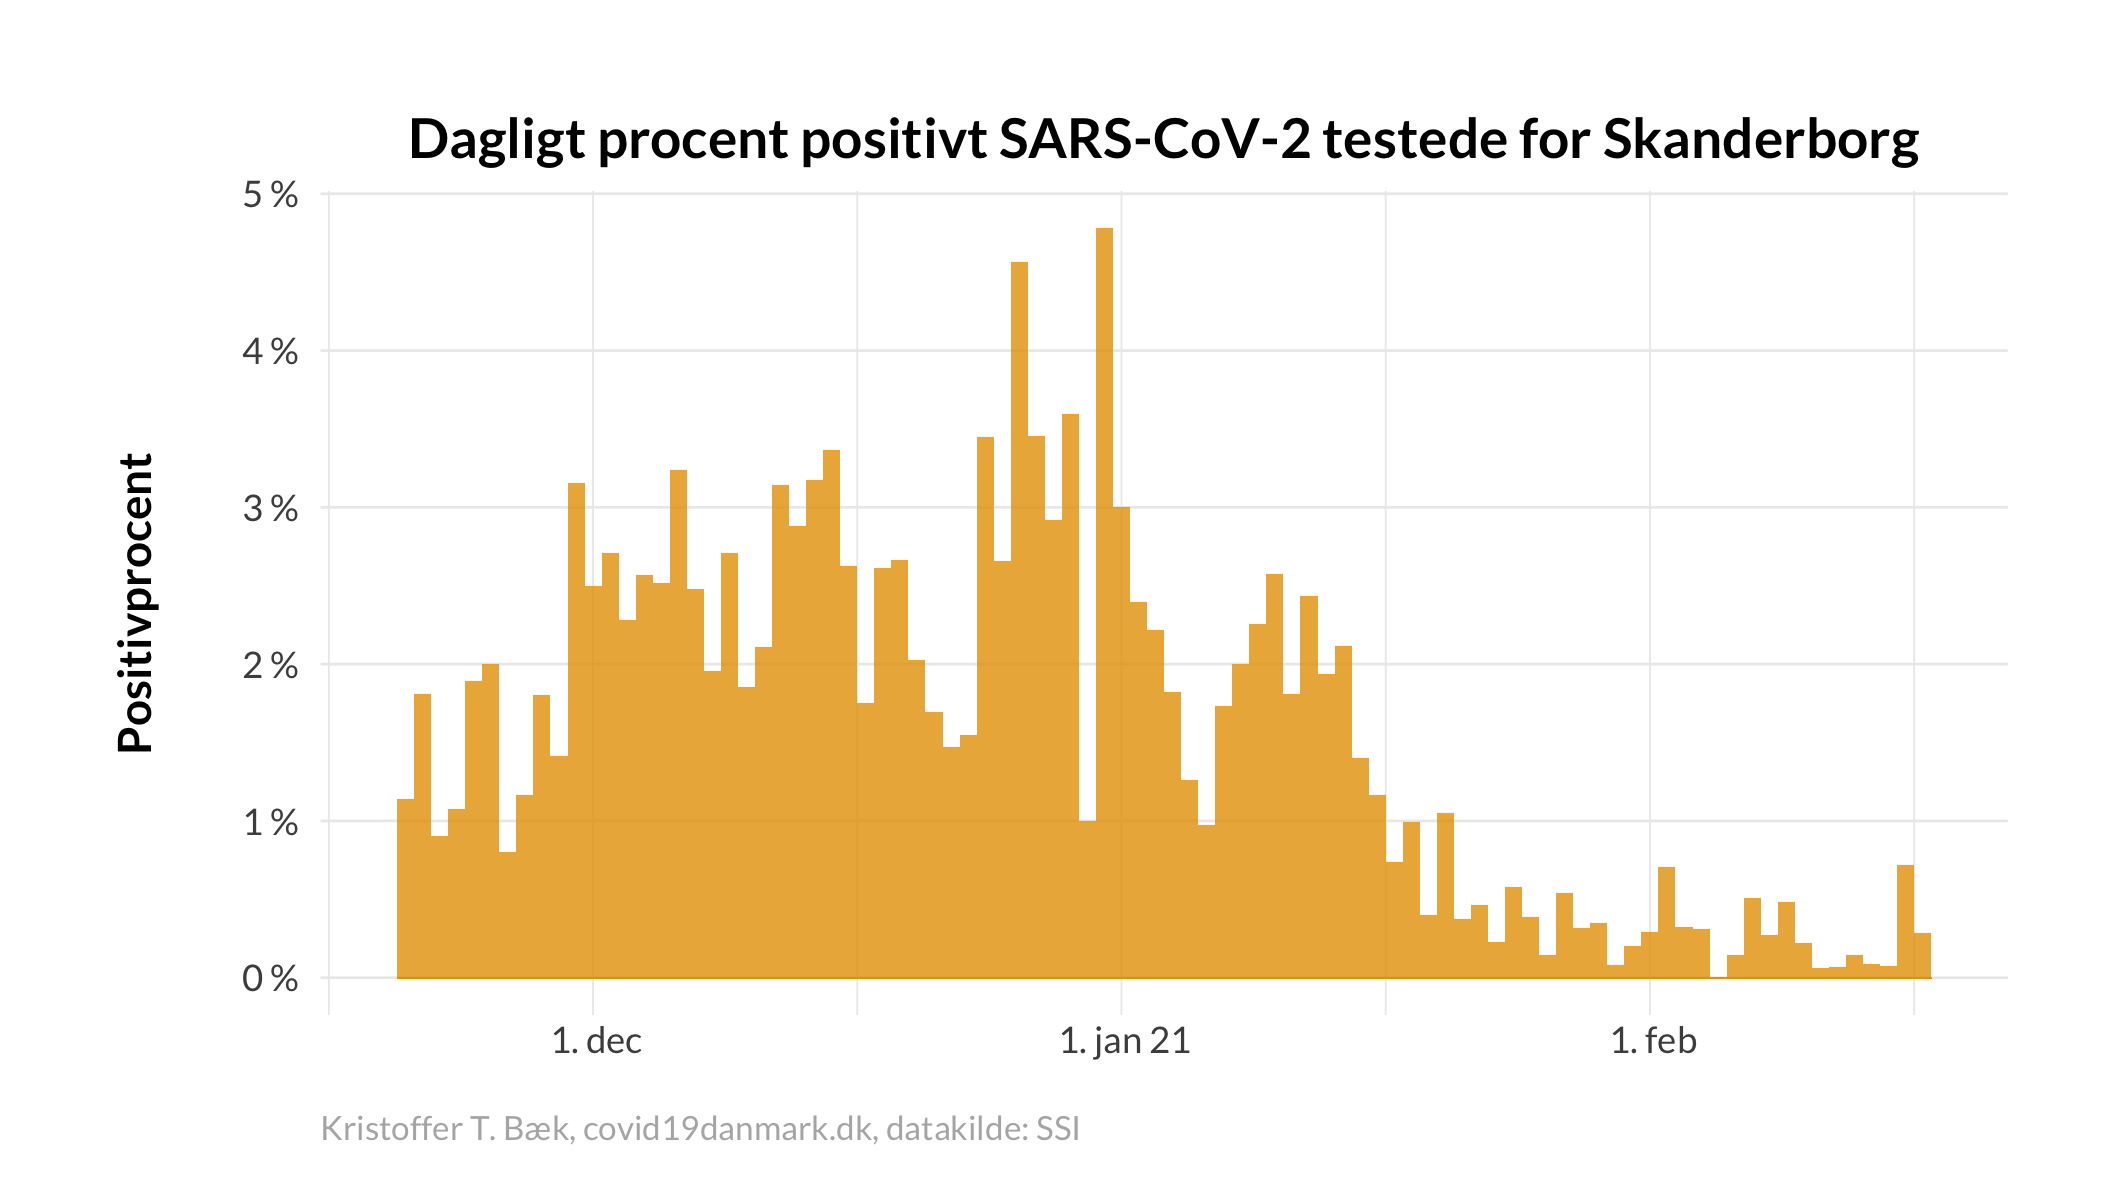 Dagligt procent positivt SARS-CoV-2 testede for Skanderborg
5 %
4 %
3 %
2 %
1 %
0 %
Positivprocent
1. dec
1. jan 21
1. feb
Kristoffer T. Bæk, covid19danmark.dk, datakilde: SSI